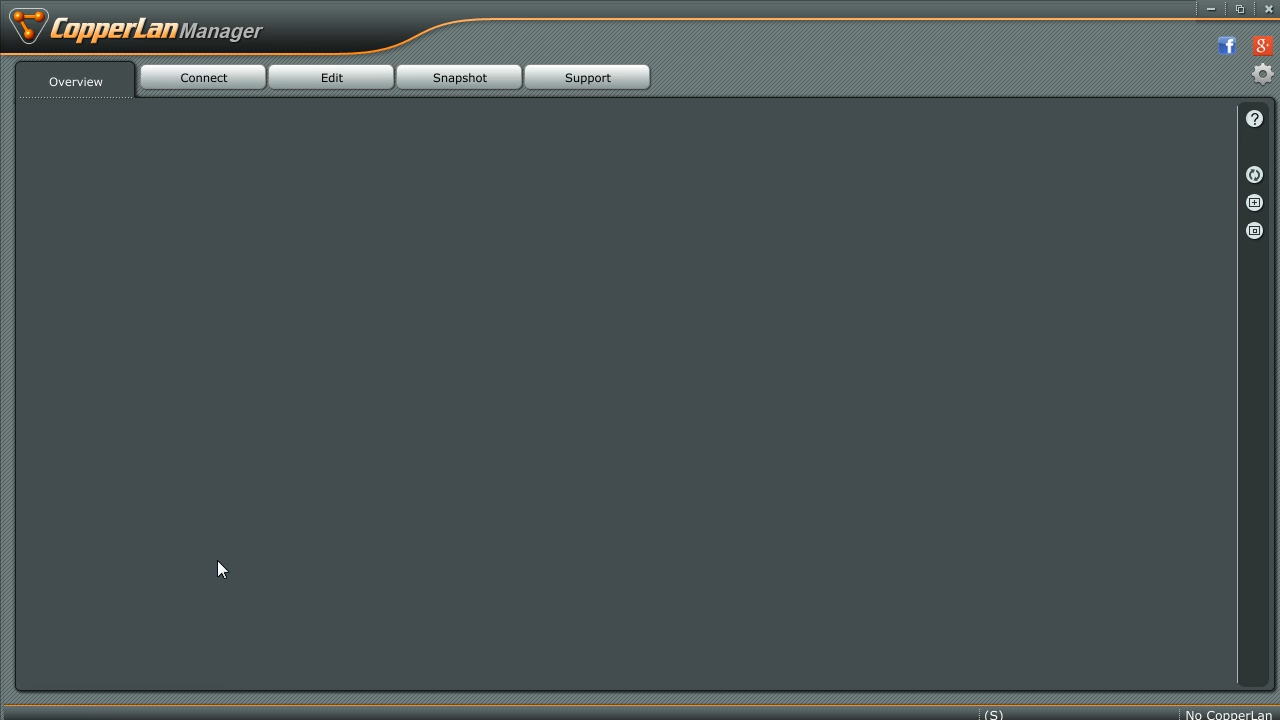 CopperLan Manager
Overview
Connect
Edit
Snapshot
Support
(S)
No CopperLan